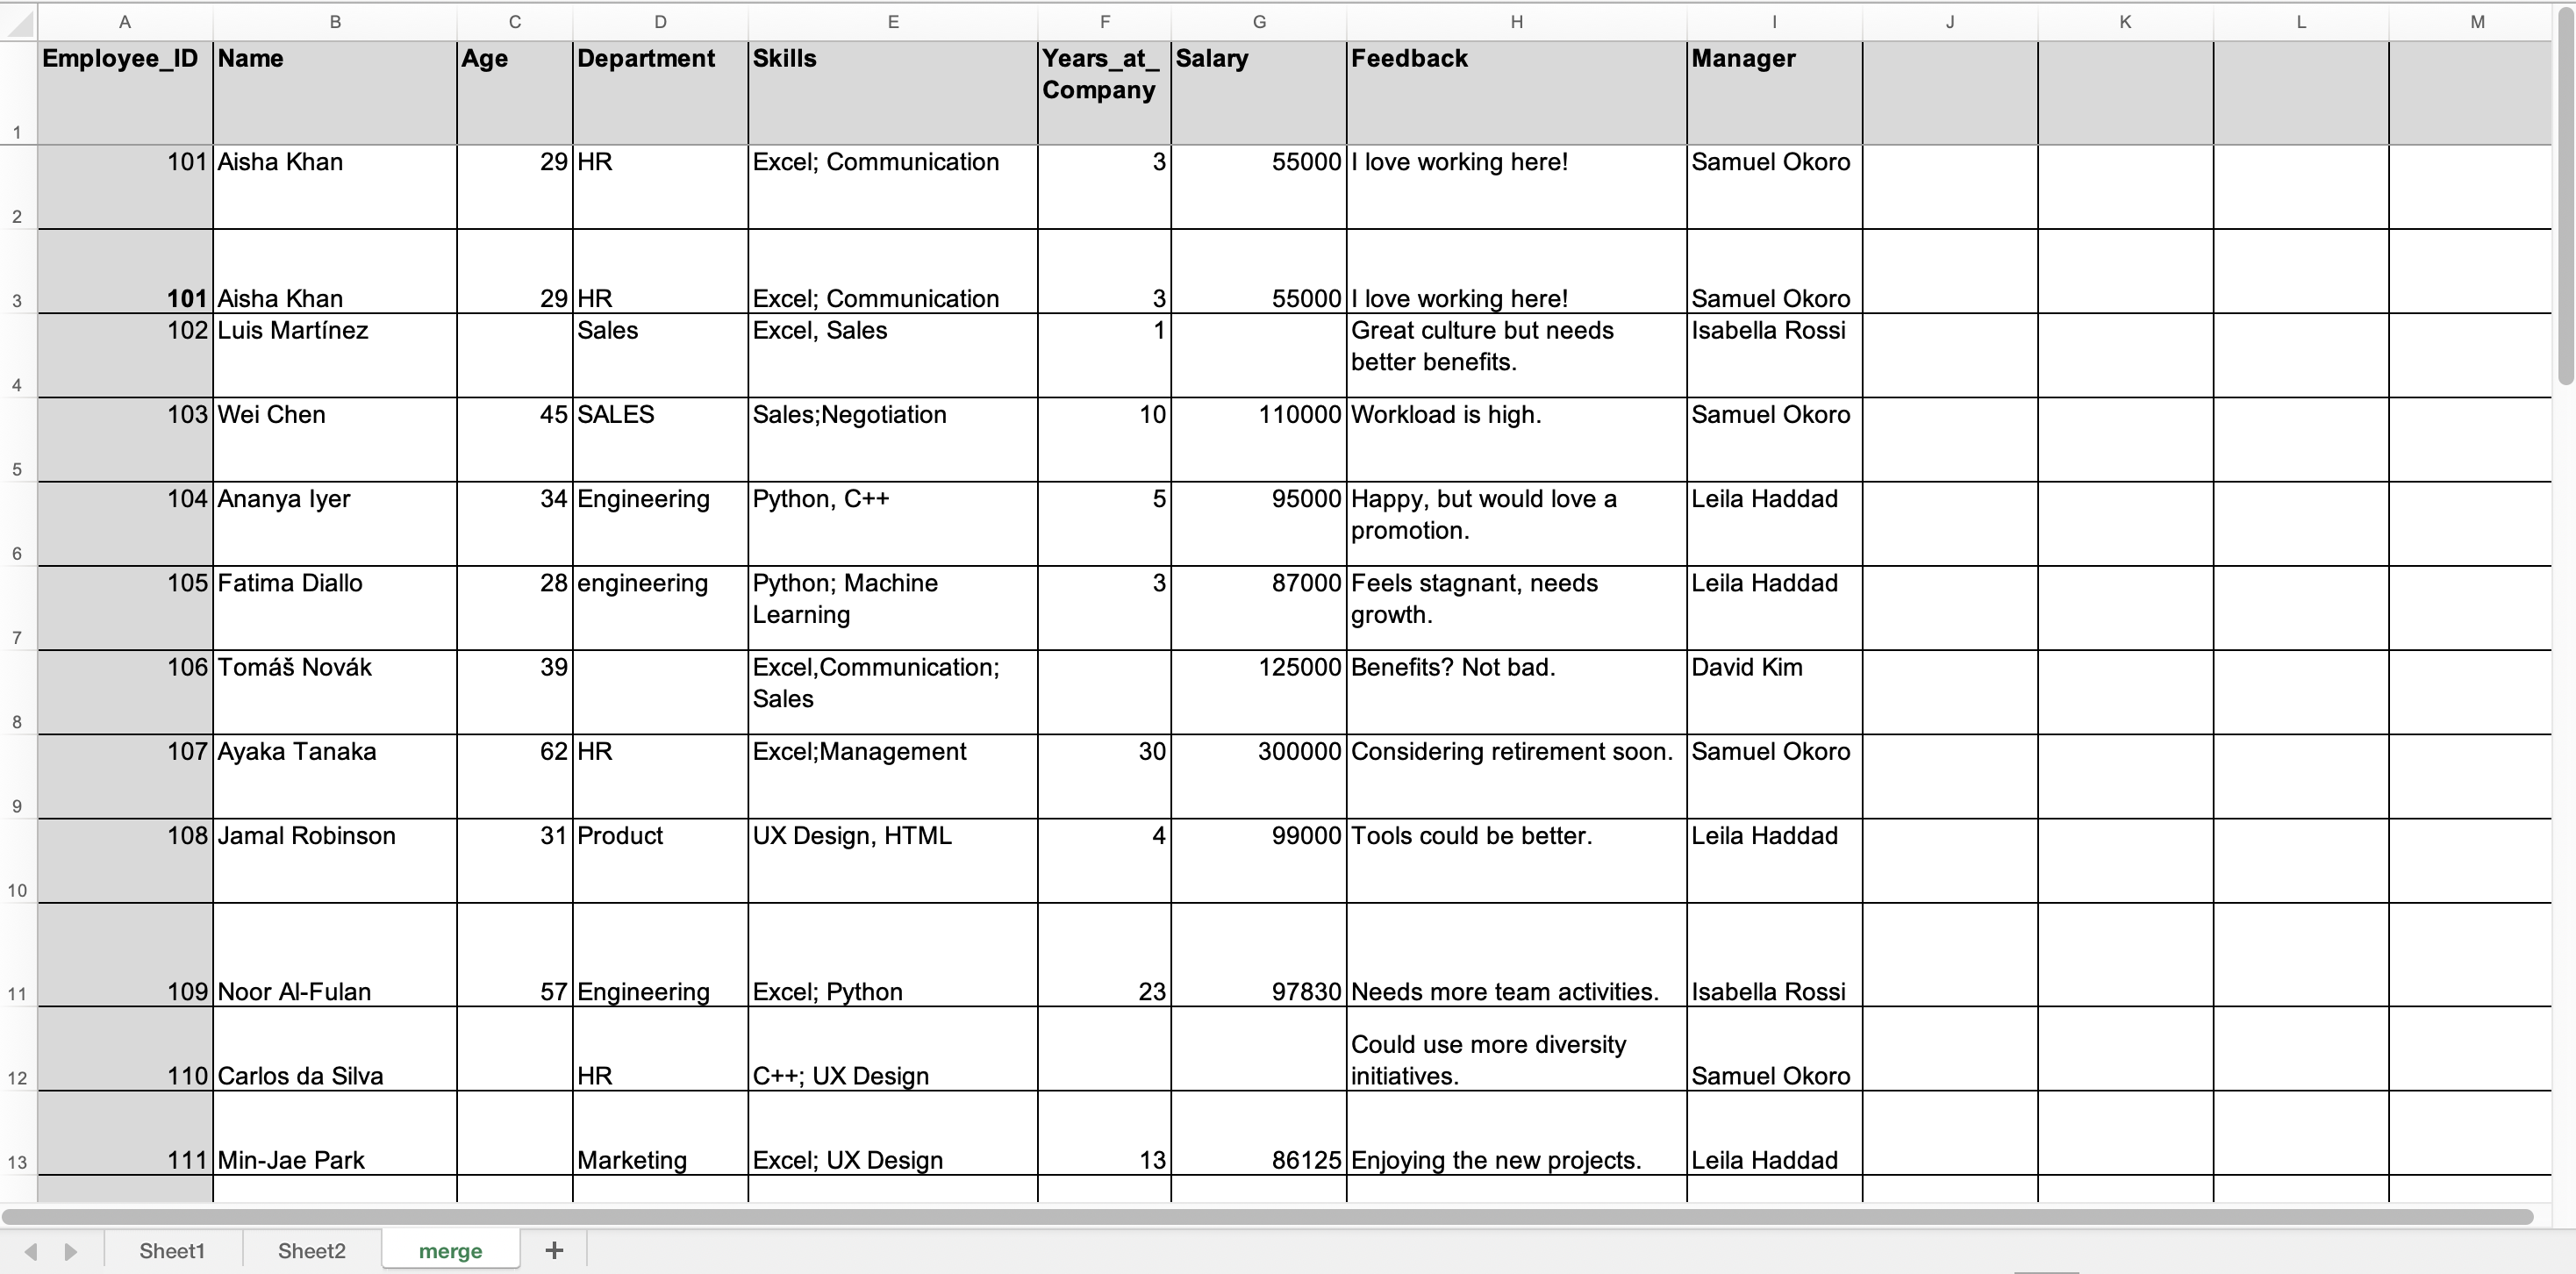 A B C D E F G H I J K L M
1 Employee_ID Name Age Department Skills Years_at_ Salary Feedback Manager
Company
2 101 Aisha Khan 29 HR Excel; Communication 3 55000 I love working here! Samuel Okoro
3 101 Aisha Khan 29 HR Excel; Communication 3 55000 I love working here! Samuel Okoro
4 102 Luis Martínez Sales Excel, Sales 1 Great culture but needs Isabella Rossi
better benefits.
5 103 Wei Chen 45 SALES Sales;Negotiation 10 110000 Workload is high. Samuel Okoro
6 104 Ananya Iyer 34 Engineering Python, C++ 5 95000 Happy, but would love a Leila Haddad
promotion.
7 105 Fatima Diallo 28 engineering Python; Machine 3 87000 Feels stagnant, needs Leila Haddad
Learning growth.
8 106 Tomáš Novák 39 Excel,Communication; 125000 Benefits? Not bad. David Kim
Sales
9 107 Ayaka Tanaka 62 HR Excel;Management 30 300000 Considering retirement soon. Samuel Okoro
10 108 Jamal Robinson 31 Product UX Design, HTML 4 99000 Tools could be better. Leila Haddad
11 109 Noor Al-Fulan 57 Engineering Excel; Python 23 97830 Needs more team activities. Isabella Rossi
Could use more diversity
12 110 Carlos da Silva HR C++; UX Design initiatives. Samuel Okoro
13 111 Min-Jae Park Marketing Excel; UX Design 13 86125 Enjoying the new projects. Leila Haddad
Sheet1 Sheet2 merge +